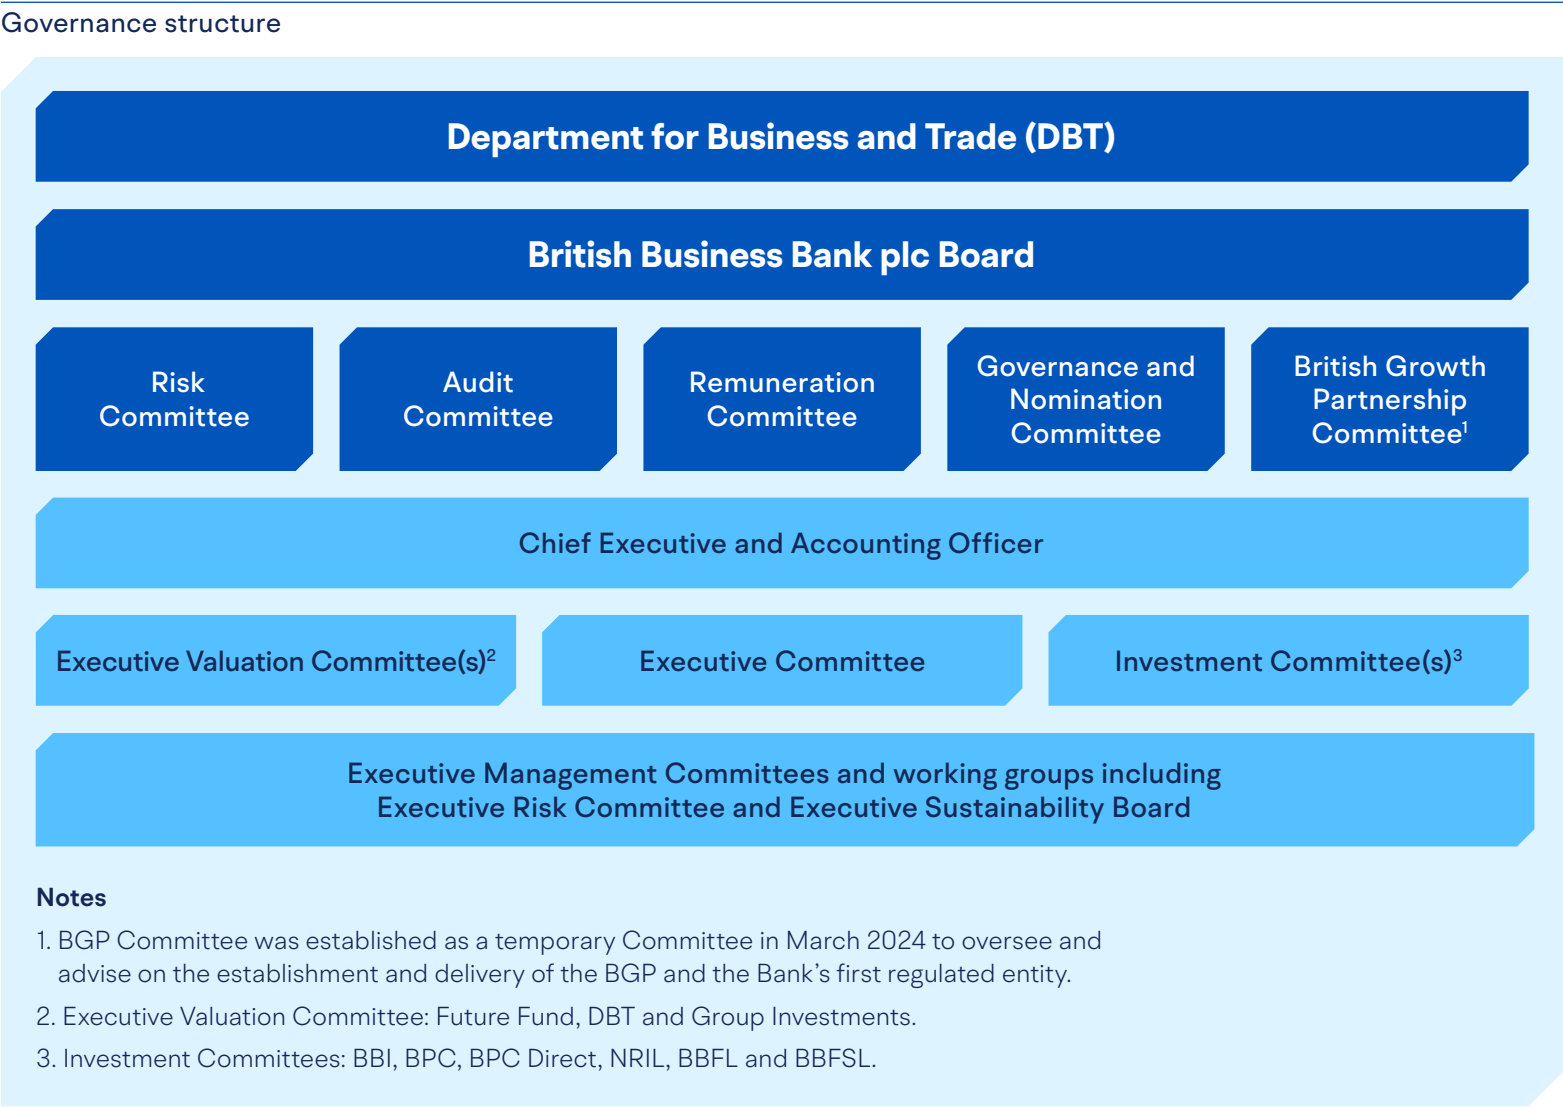 Governance structure
Department for Business and Trade (DBT)
British Business Bank plc Board
Risk
Committee
Audit
Committee
Remuneration
Committee
Governance and
Nomination
Committee
British Growth
Partnership
Committee¹
Chief Executive and Accounting Officer
Executive Valuation Committee(s)²
Executive Committee
Investment Committee(s)³
Executive Management Committees and working groups including
Executive Risk Committee and Executive Sustainability Board
Notes
1. BGP Committee was established as a temporary Committee in March 2024 to oversee and
advise on the establishment and delivery of the BGP and the Bank’s first regulated entity.
2. Executive Valuation Committee: Future Fund, DBT and Group Investments.
3. Investment Committees: BBI, BPC, BPC Direct, NRIL, BBFL and BBFSL.